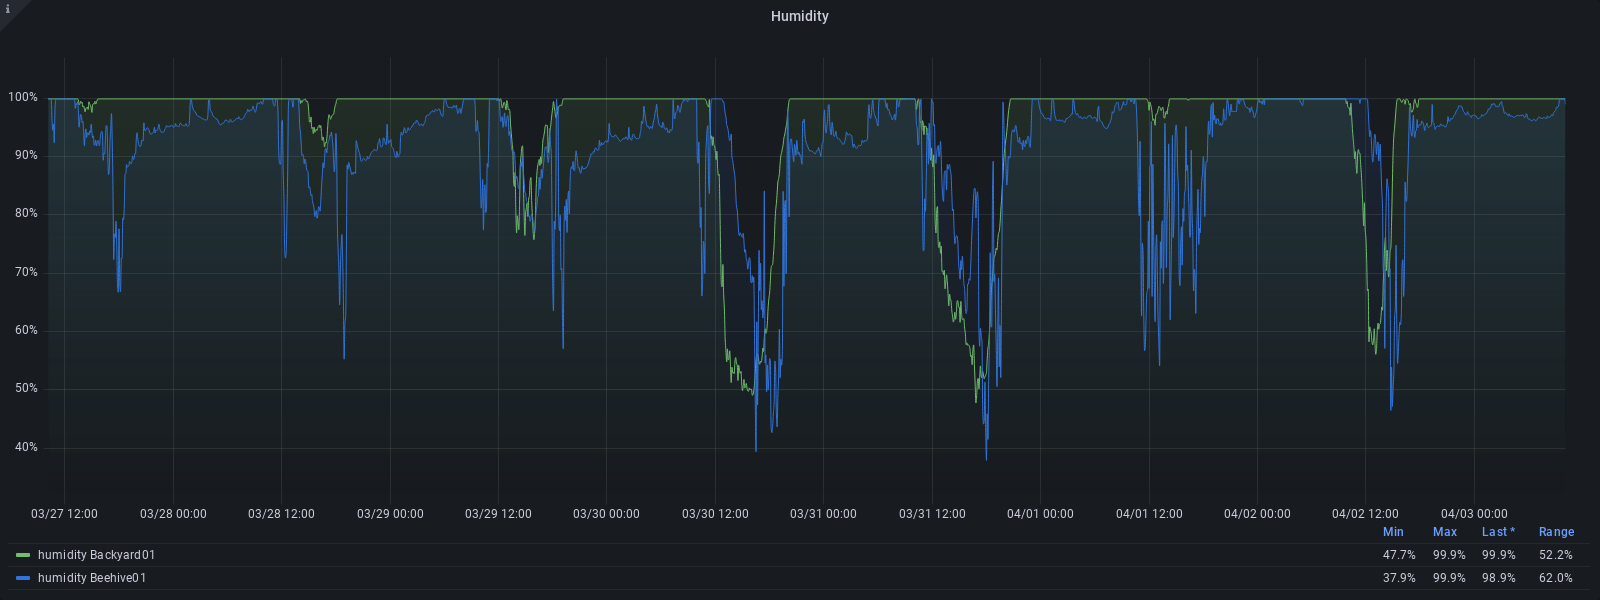 i
Humidity
100%
90%
80%
70%
60%
50%
40%
03/27 12:00 03/28 00:00 03/28 12:00 03/29 00:00 03/29 12:00 03/30 00:00 03/30 12:00 03/31 00:00 03/31 12:00 04/01 00:00 04/01 12:00 04/02 00:00 04/02 12:00 04/03 00:00
Min Max Last * Range
humidity Backyard01 47.7% 99.9% 99.9% 52.2%
humidity Beehive01 37.9% 99.9% 98.9% 62.0%